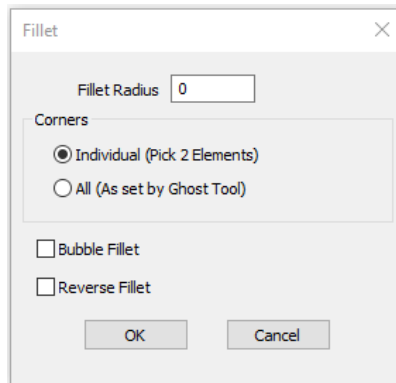 Fillet
Fillet Radius 0
Corners
Individual (Pick 2 Elements)
All (As set by Ghost Tool)
Bubble Fillet
Reverse Fillet
OK Cancel